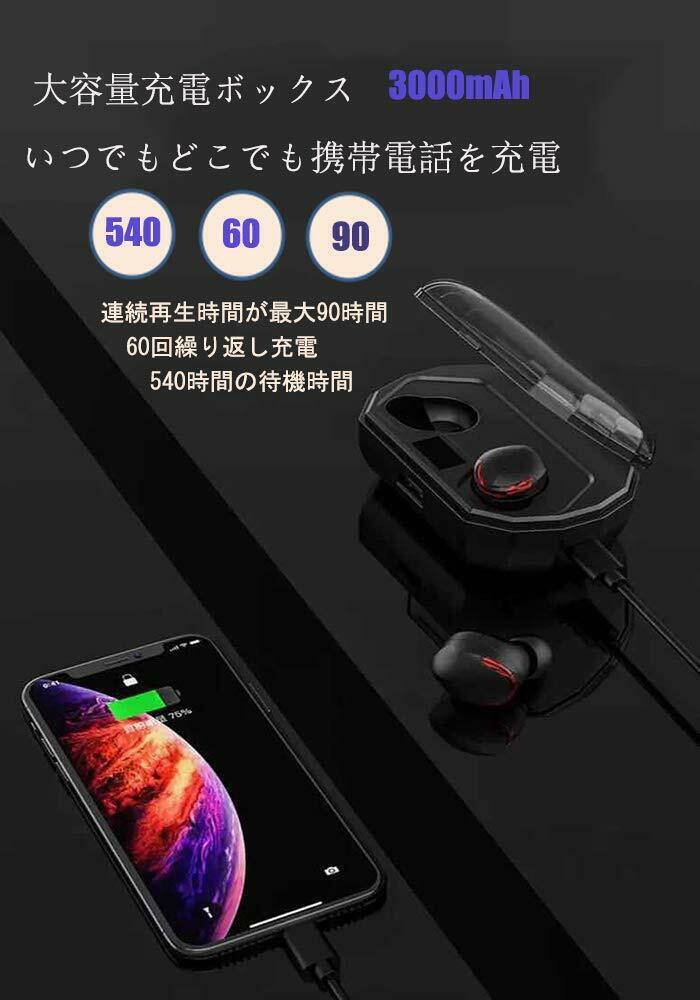 大容量充電ボックス 3000mAh
いつでもどこでも携帯電話を充電
540 60 90
連続再生時間が最大90時間
60回繰り返し充電
540時間の待機時間
9:41
75%